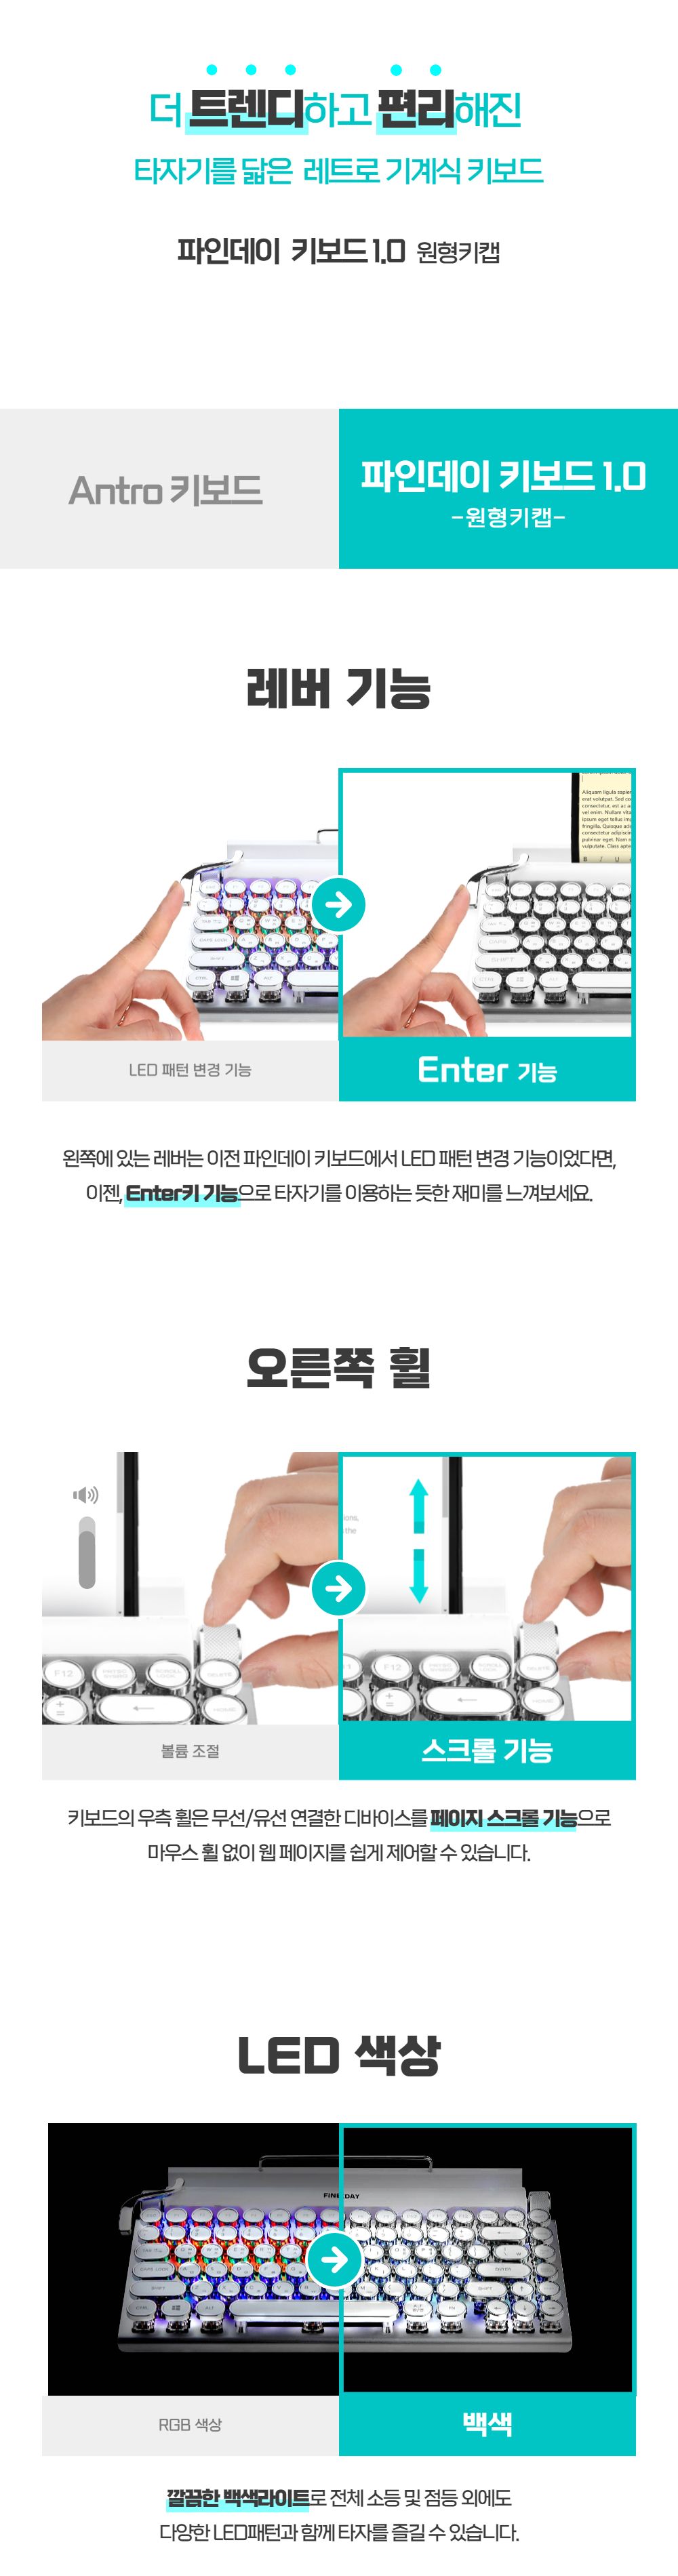 더 트렌디하고 편리해진
타자기를 닮은 레트로 기계식 키보드
파인데이 키보드 1.0 원형키캡
Antro 키보드
파인데이 키보드 1.0
-원형키캡-
레버 기능
LED 패턴 변경 기능
Enter 기능
왼쪽에 있는 레버는 이전 파인데이 키보드에서 LED 패턴 변경 기능이었다면,
이젠, Enter키 기능으로 타자기를 이용하는 듯한 재미를 느껴보세요.
오른쪽 휠
F12
F12
볼륨 조절
스크롤 기능
키보드의 우측 휠은 무선/유선 연결한 디바이스를 페이지 스크롤 기능으로
마우스 휠 없이 웹 페이지를 쉽게 제어할 수 있습니다.
LED 색상
RGB 색상
백색
깔끔한 백색라이트로 전체 소등 및 점등 외에도
다양한 LED패턴과 함께 타자를 즐길 수 있습니다.